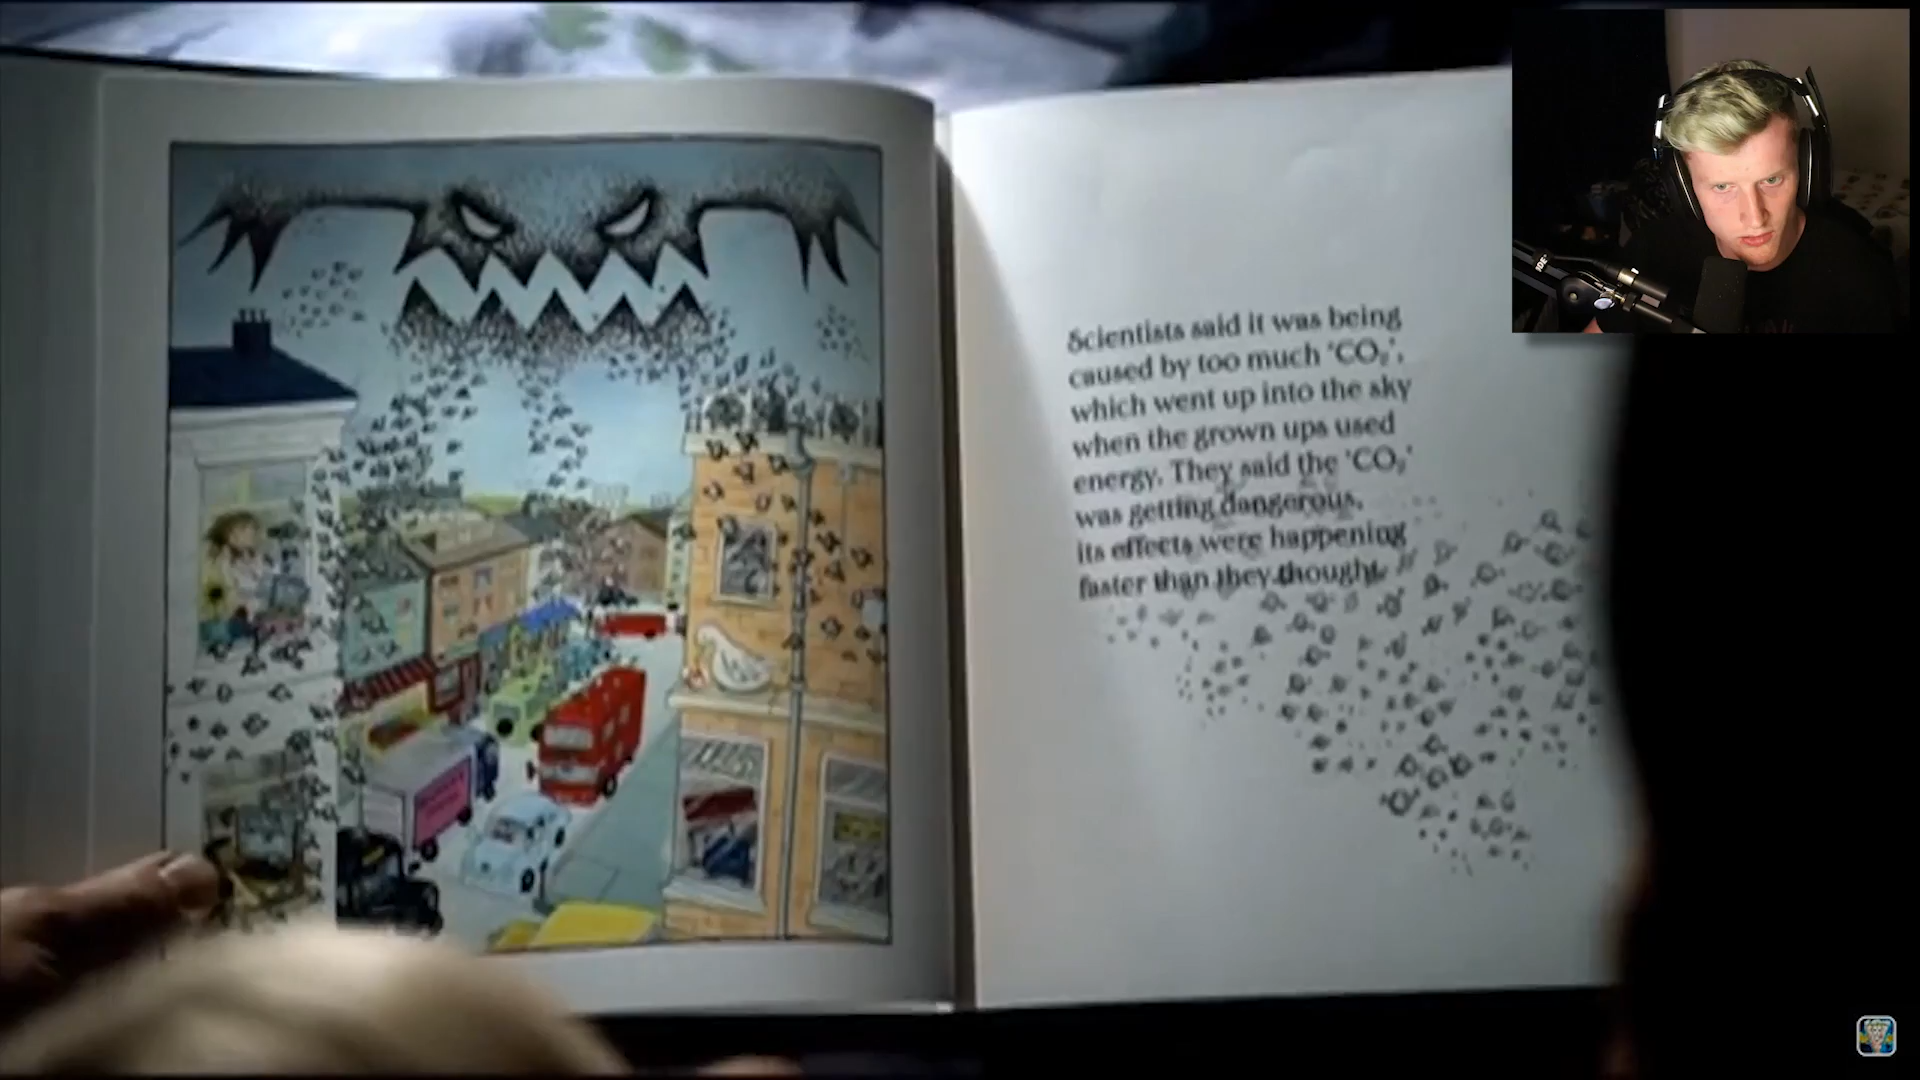 Scientists said it was being
caused by too much 'CO₂',
which went up into the sky
when the grown ups used
energy. They said the 'CO₂'
was getting dangerous,
its effects were happening
faster than they thought.